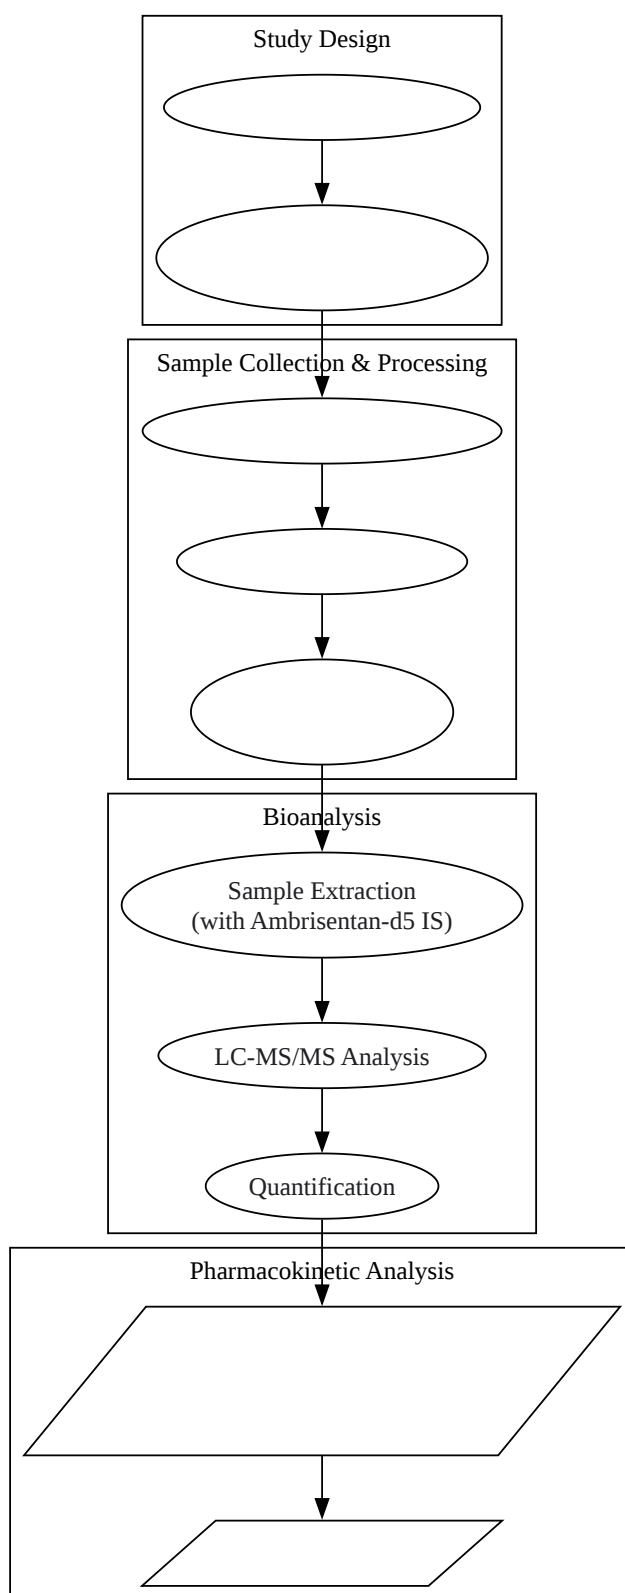 Study Design
Sample Collection & Processing
Bioanalysis
Sample Extraction
(with Ambrisentan-d5 IS)
LC-MS/MS Analysis
Quantification
Pharmacokinetic Analysis